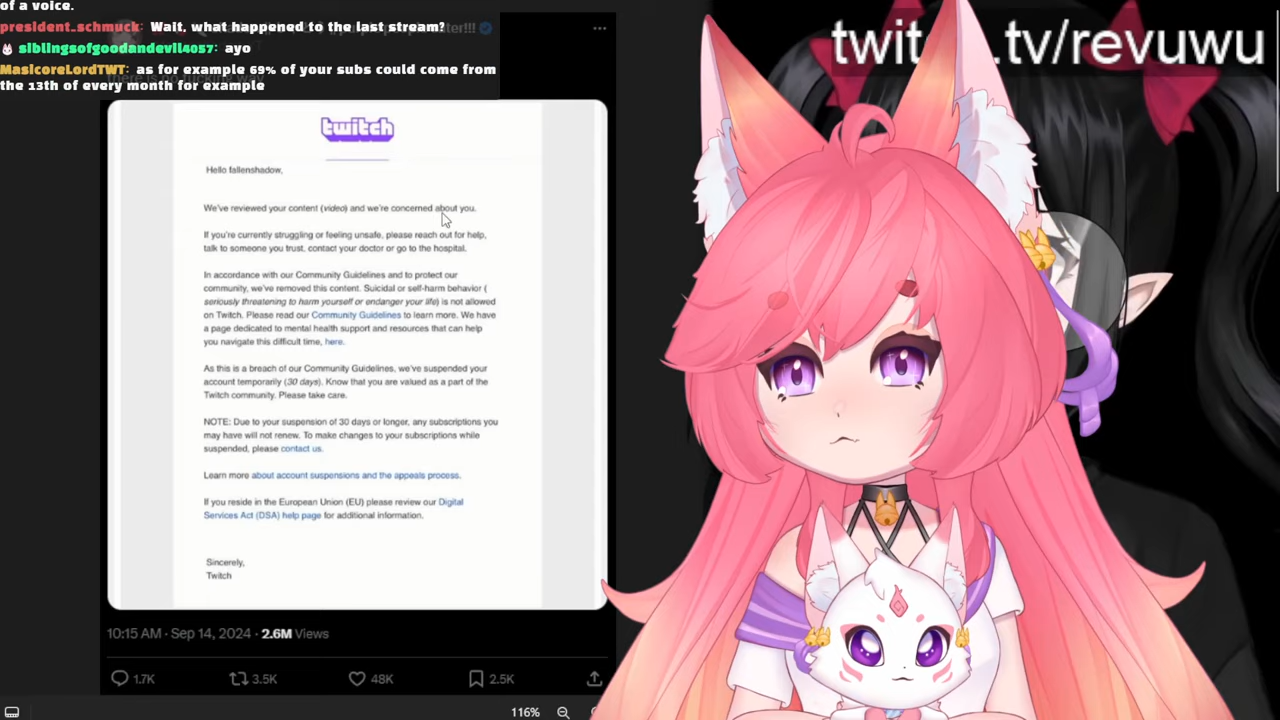 of a voice.
president_schmuck: Wait, what happened to the last stream?
siblingsofgoodandevil4057: ayo
MasicoreLordTWT: as for example 69% of your subs could come from
the 13th of every month for example
twitch.tv/revuwu
twitch
Hello fallenshadow,
We've reviewed your content (video) and we're concerned about you.
If you're currently struggling or feeling unsafe, please reach out for help,
talk to someone you trust, contact your doctor or go to the hospital.
In accordance with our Community Guidelines and to protect our
community, we've removed this content. Suicidal or self-harm behavior (
seriously threatening to harm yourself or endanger your life) is not allowed
on Twitch. Please read our Community Guidelines to learn more. We have
a page dedicated to mental health support and resources that can help
you navigate this difficult time, here.
As this is a breach of our Community Guidelines, we've suspended your
account temporarily (30 days). Know that you are valued as a part of the
Twitch community. Please take care.
NOTE: Due to your suspension of 30 days or longer, any subscriptions you
may have will not renew. To make changes to your subscriptions while
suspended, please contact us.
Learn more about account suspensions and the appeals process.
If you reside in the European Union (EU) please review our Digital
Services Act (DSA) help page for additional information.
Sincerely,
Twitch
10:15 AM · Sep 14, 2024 · 2.6M Views
1.7K 3.5K 48K 2.5K
116%